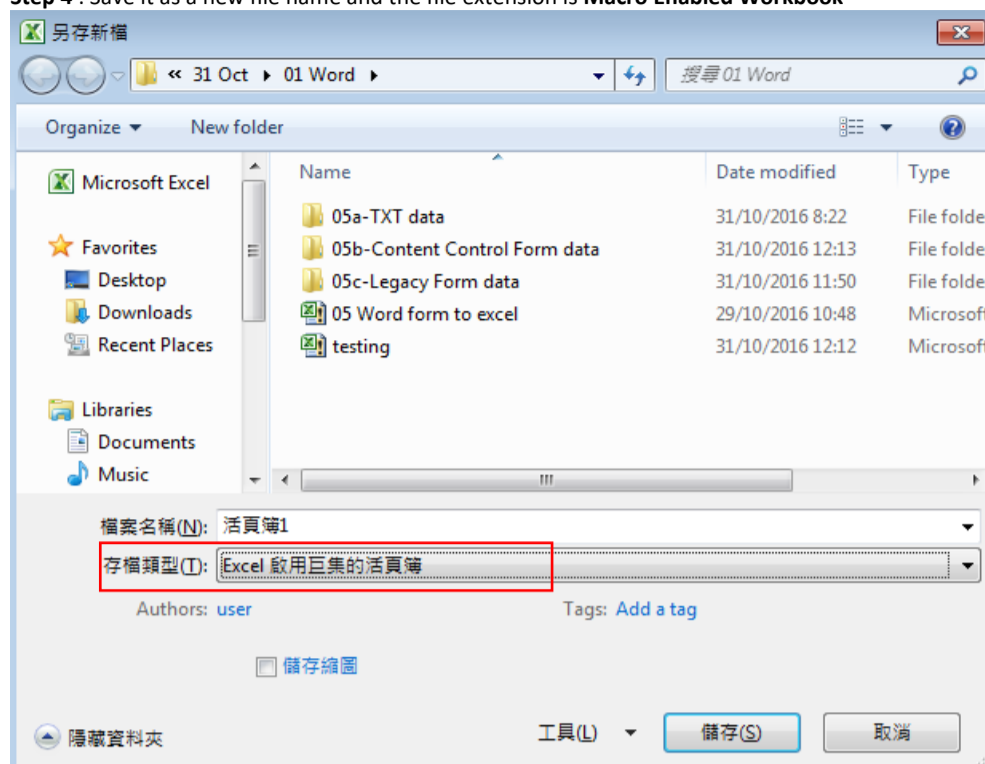 Step 4 : Save it as a new file name and the file extension is Macro Enabled Workbook
另存新檔
« 31 Oct 01 Word
搜尋 01 Word
Organize New folder
Name Date modified Type
Microsoft Excel
Favorites
Desktop
Downloads
Recent Places
Libraries
Documents
Music
05a-TXT data 31/10/2016 8:22 File folde
05b-Content Control Form data 31/10/2016 12:13 File folde
05c-Legacy Form data 31/10/2016 11:50 File folde
05 Word form to excel 29/10/2016 10:48 Microsoft
testing 31/10/2016 12:12 Microsoft
檔案名稱(N): 活頁簿1
存檔類型(T): Excel 啟用巨集的活頁簿
Authors: user Tags: Add a tag
儲存縮圖
隱藏資料夾 工具(L) 儲存(S) 取消